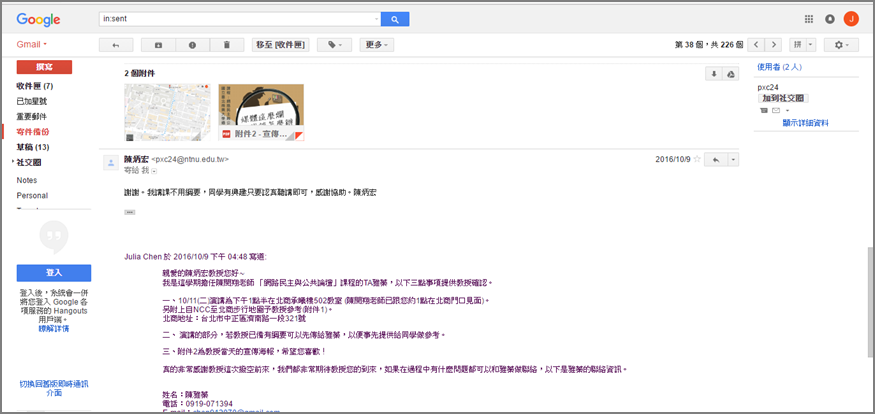 Google
in:sent
J
Gmail
移至 [收件匣]
更多
第 38 個，共 226 個
拼
撰寫
收件匣 (7)
已加星號
重要郵件
寄件備份
草稿 (13)
社交圈
Notes
Personal
登入
登入後，系統會一併
將您登入 Google 各
項服務的 Hangouts
用戶端。
瞭解詳情
切換回舊版即時通訊
介面
2 個附件
媒體
PDF 附件2 - 宣傳...
陳炳宏 <pxc24@ntnu.edu.tw>
2016/10/9
寄給 我
謝謝。我講課不用綱要，同學有興趣只要認真聽講即可，感謝協助。陳炳宏
Julia Chen 於 2016/10/9 下午 04:48 寫道:
親愛的陳炳宏教授您好~
我是這學期擔任陳閔翔老師「網路民主與公共論壇」課程的TA雅蓁，以下三點事項提供教授確認。
一、10/11(二)演講為下午1點半在北商承曦樓502教室 (陳閔翔老師已跟您約1點在北商門口見面)。
另附上自NCC至北商步行地圖予教授參考(附件1)。
北商地址：台北市中正區濟南路一段321號
二、 演講的部分，若教授已備有綱要可以先傳給雅蓁，以便事先提供給同學做參考。
三、附件2為教授當天的宣傳海報，希望您喜歡！
真的非常感謝教授這次撥空前來，我們都非常期待教授您的到來，如果在過程中有什麼問題都可以和雅蓁做聯絡，以下是雅蓁的聯絡資訊。
姓名：陳雅蓁
電話：0919-071394
使用者 (2 人)
pxc24
加到社交圈
顯示詳細資料